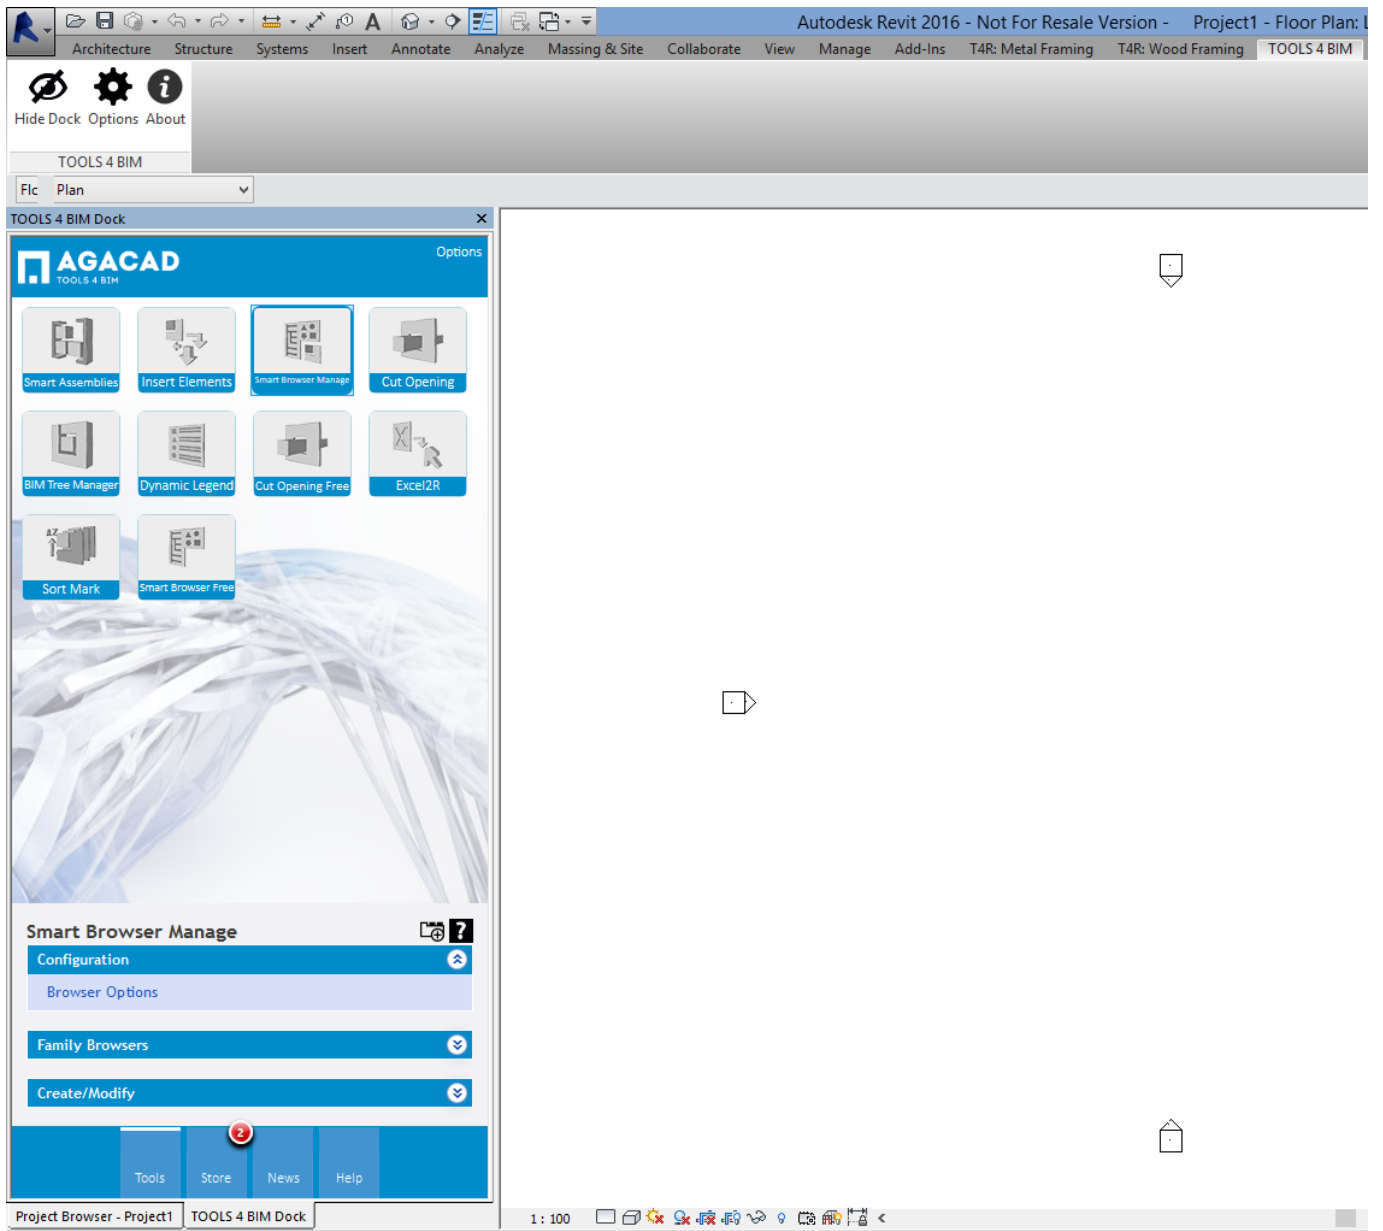 Autodesk Revit 2016 - Not For Resale Version - Project1 - Floor Plan: L
Architecture Structure Systems Insert Annotate Analyze Massing & Site Collaborate View Manage Add-Ins T4R: Metal Framing T4R: Wood Framing TOOLS 4 BIM
Hide Dock Options About
TOOLS 4 BIM
Flc Plan
TOOLS 4 BIM Dock
Options
AGACAD
TOOLS 4 BIM
Smart Assemblies Insert Elements Smart Browser Manage Cut Opening
BIM Tree Manager Dynamic Legend Cut Opening Free Excel2R
Sort Mark Smart Browser Free
Smart Browser Manage
Configuration
Browser Options
Family Browsers
Create/Modify
2
Tools Store News Help
Project Browser - Project1 TOOLS 4 BIM Dock
1 : 100